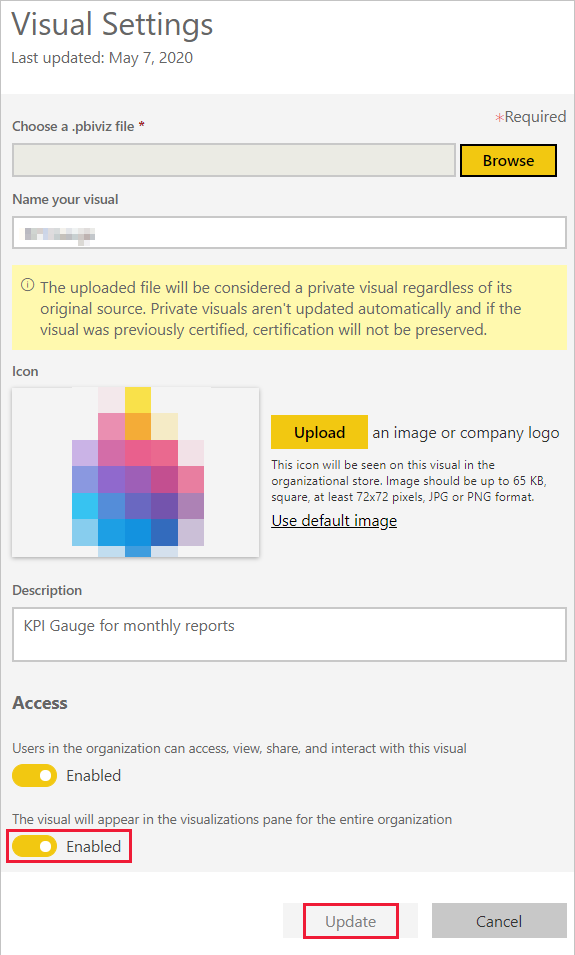 Visual Settings
Last updated: May 7, 2020
*Required
Choose a .pbiviz file *
Browse
Name your visual
The uploaded file will be considered a private visual regardless of its
original source. Private visuals aren't updated automatically and if the
visual was previously certified, certification will not be preserved.
Icon
Upload an image or company logo
This icon will be seen on this visual in the
organizational store. Image should be up to 65 KB,
square, at least 72x72 pixels, JPG or PNG format.
Use default image
Description
KPI Gauge for monthly reports
Access
Users in the organization can access, view, share, and interact with this visual
Enabled
The visual will appear in the visualizations pane for the entire organization
Enabled
Update Cancel